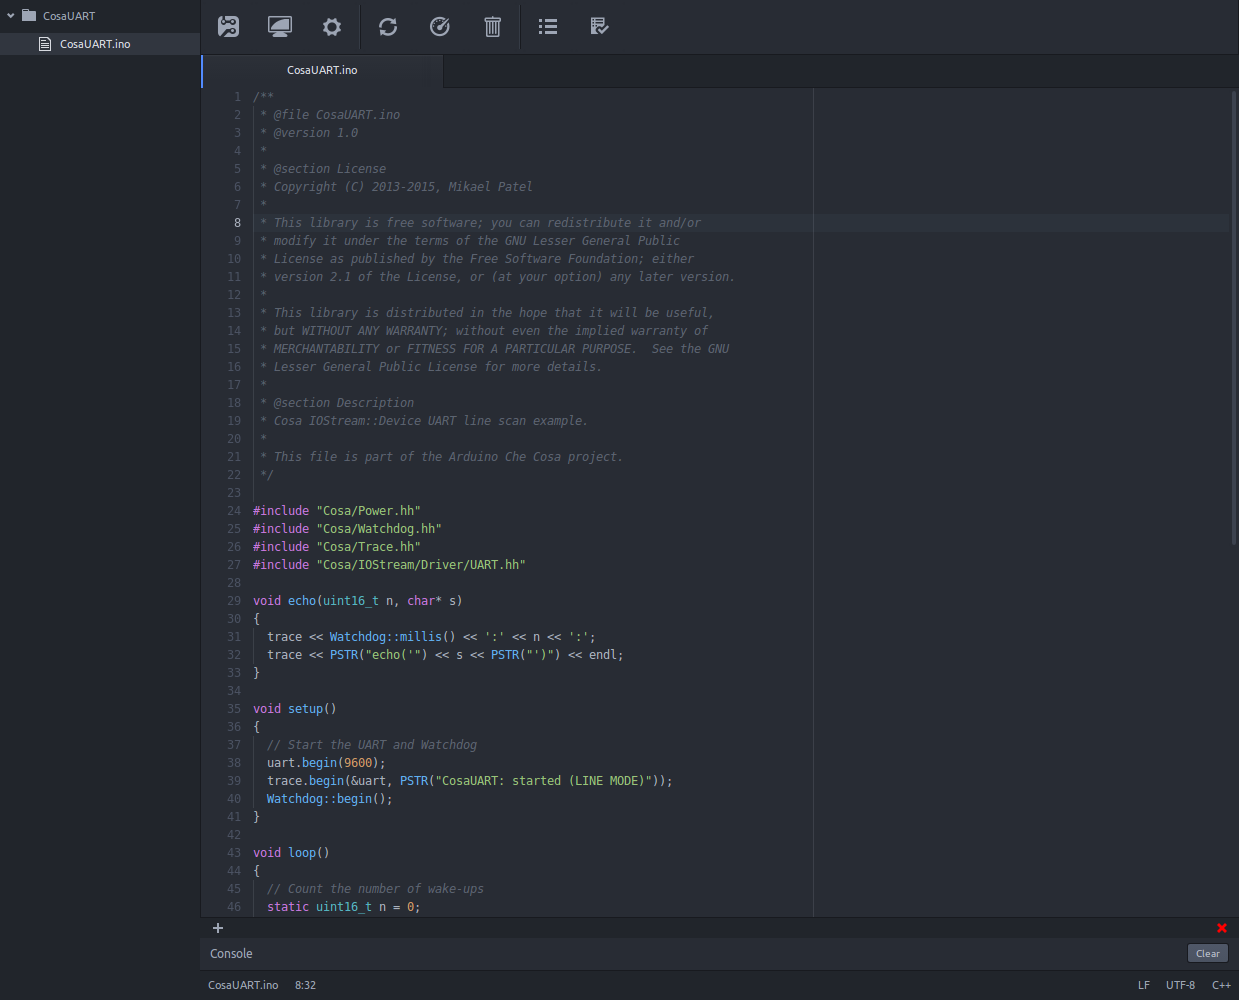 CosaUART
CosaUART.ino
CosaUART.ino
1 /**
2  * @file CosaUART.ino
3  * @version 1.0
4  *
5  * @section License
6  * Copyright (C) 2013-2015, Mikael Patel
7  *
8  * This library is free software; you can redistribute it and/or
9  * modify it under the terms of the GNU Lesser General Public
10  * License as published by the Free Software Foundation; either
11  * version 2.1 of the License, or (at your option) any later version.
12  *
13  * This library is distributed in the hope that it will be useful,
14  * but WITHOUT ANY WARRANTY; without even the implied warranty of
15  * MERCHANTABILITY or FITNESS FOR A PARTICULAR PURPOSE.  See the GNU
16  * Lesser General Public License for more details.
17  *
18  * @section Description
19  * Cosa IOStream::Device UART line scan example.
20  *
21  * This file is part of the Arduino Che Cosa project.
22  */
23
24 #include "Cosa/Power.hh"
25 #include "Cosa/Watchdog.hh"
26 #include "Cosa/Trace.hh"
27 #include "Cosa/IOStream/Driver/UART.hh"
28
29 void echo(uint16_t n, char* s)
30 {
31   trace << Watchdog::millis() << ':' << n << ':';
32   trace << PSTR("echo('") << s << PSTR("')") << endl;
33 }
34
35 void setup()
36 {
37   // Start the UART and Watchdog
38   uart.begin(9600);
39   trace.begin(&uart, PSTR("CosaUART: started (LINE MODE)"));
40   Watchdog::begin();
41 }
42
43 void loop()
44 {
45   // Count the number of wake-ups
46   static uint16_t n = 0;
Console
Clear
CosaUART.ino 8:32 LF UTF-8 C++